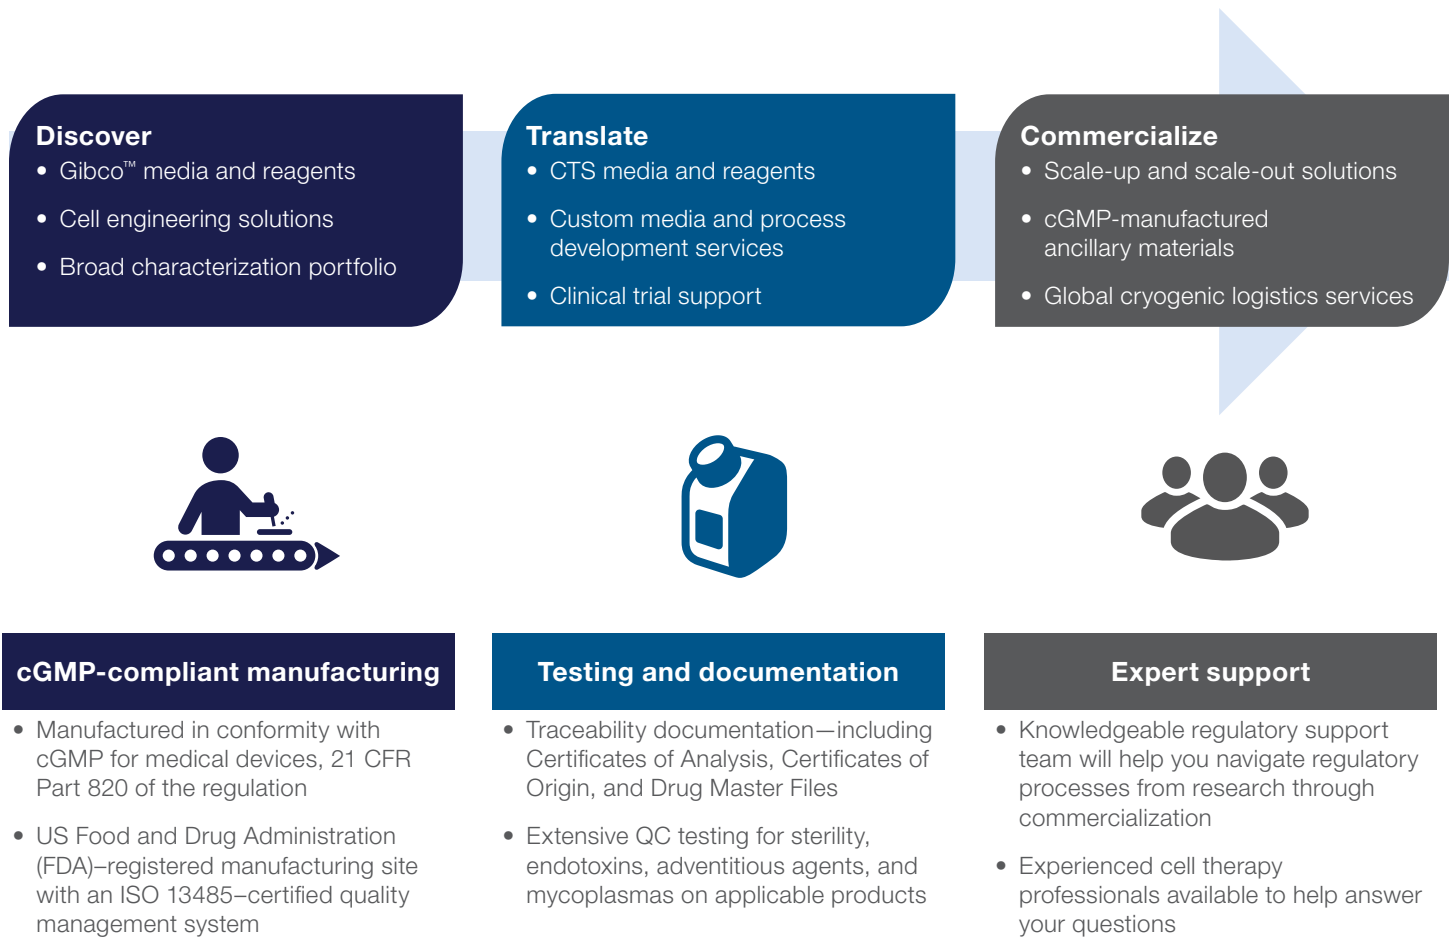 Discover
• Gibco™ media and reagents
• Cell engineering solutions
• Broad characterization portfolio
Translate
• CTS media and reagents
• Custom media and process
development services
• Clinical trial support
Commercialize
• Scale-up and scale-out solutions
• cGMP-manufactured
ancillary materials
• Global cryogenic logistics services
cGMP-compliant manufacturing
• Manufactured in conformity with
cGMP for medical devices, 21 CFR
Part 820 of the regulation
• US Food and Drug Administration
(FDA)–registered manufacturing site
with an ISO 13485–certified quality
management system
Testing and documentation
• Traceability documentation—including
Certificates of Analysis, Certificates of
Origin, and Drug Master Files
• Extensive QC testing for sterility,
endotoxins, adventitious agents, and
mycoplasmas on applicable products
Expert support
• Knowledgeable regulatory support
team will help you navigate regulatory
processes from research through
commercialization
• Experienced cell therapy
professionals available to help answer
your questions